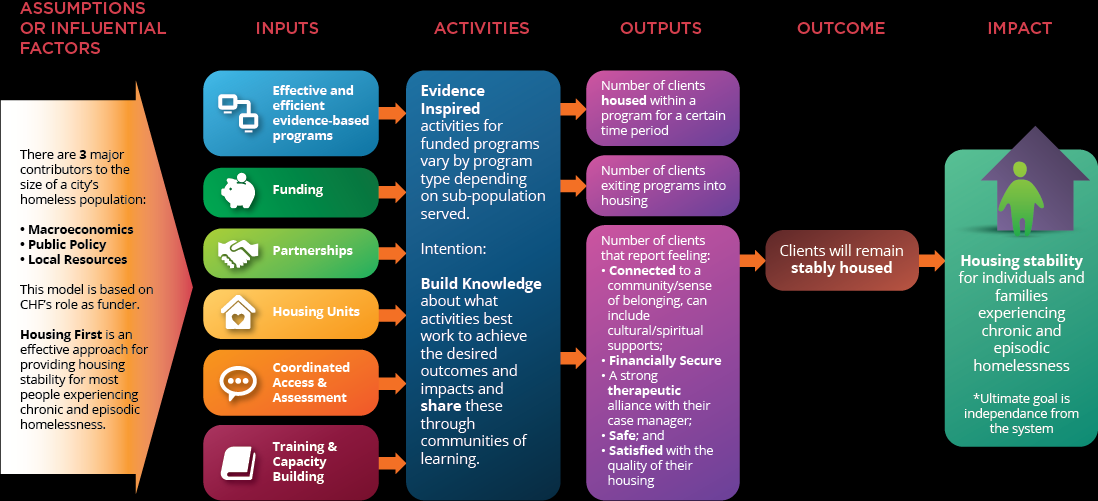 ASSUMPTIONS
OR INFLUENTIAL
FACTORS
INPUTS
ACTIVITIES
OUTPUTS
OUTCOME
IMPACT
There are 3 major
contributors to the
size of a city's
homeless population:
• Macroeconomics
• Public Policy
• Local Resources
This model is based on
CHF's role as funder.
Housing First is an
effective approach for
providing housing
stability for most
people experiencing
chronic and episodic
homelessness.
Effective and
efficient
evidence-based
programs
Funding
Partnerships
Housing Units
Coordinated
Access &
Assessment
Training &
Capacity
Building
Evidence
Inspired
activities for
funded programs
vary by program
type depending
on sub-population
served.
Intention:
Build Knowledge
about what
activities best
work to achieve
the desired
outcomes and
impacts and
share these
through
communities of
learning.
Number of clients
housed within a
program for a certain
time period
Number of clients
exiting programs into
housing
Number of clients
that report feeling:
• Connected to a
community/sense
of belonging, can
include
cultural/spiritual
supports;
• Financially Secure
• A strong
therapeutic
alliance with their
case manager;
• Safe; and
• Satisfied with the
quality of their
housing
Clients will remain
stably housed
Housing stability
for individuals and
families
experiencing
chronic and
episodic
homelessness
*Ultimate goal is
independance from
the system